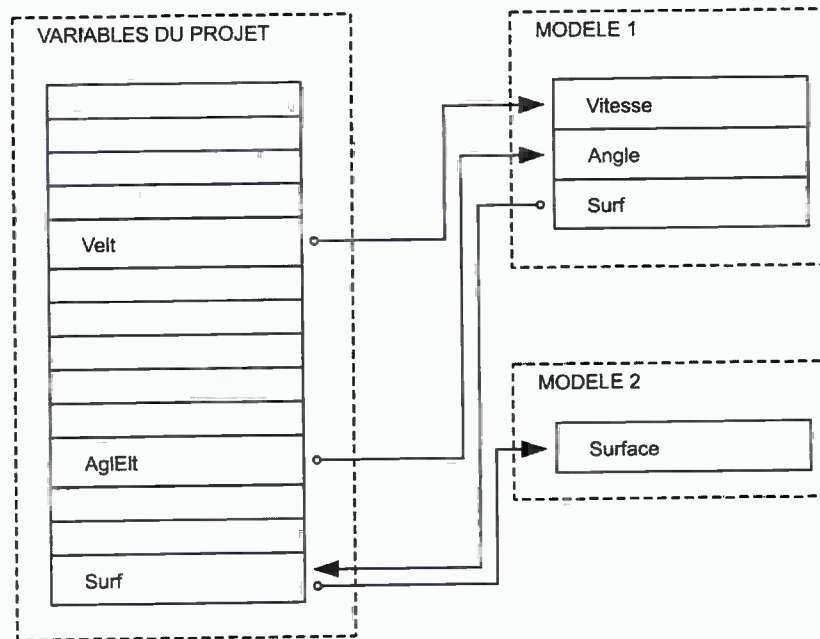 VARIABLES DU PROJET
Velt
AglElt
Surf
MODELE 1
Vitesse
Angle
Surf
MODELE 2
Surface